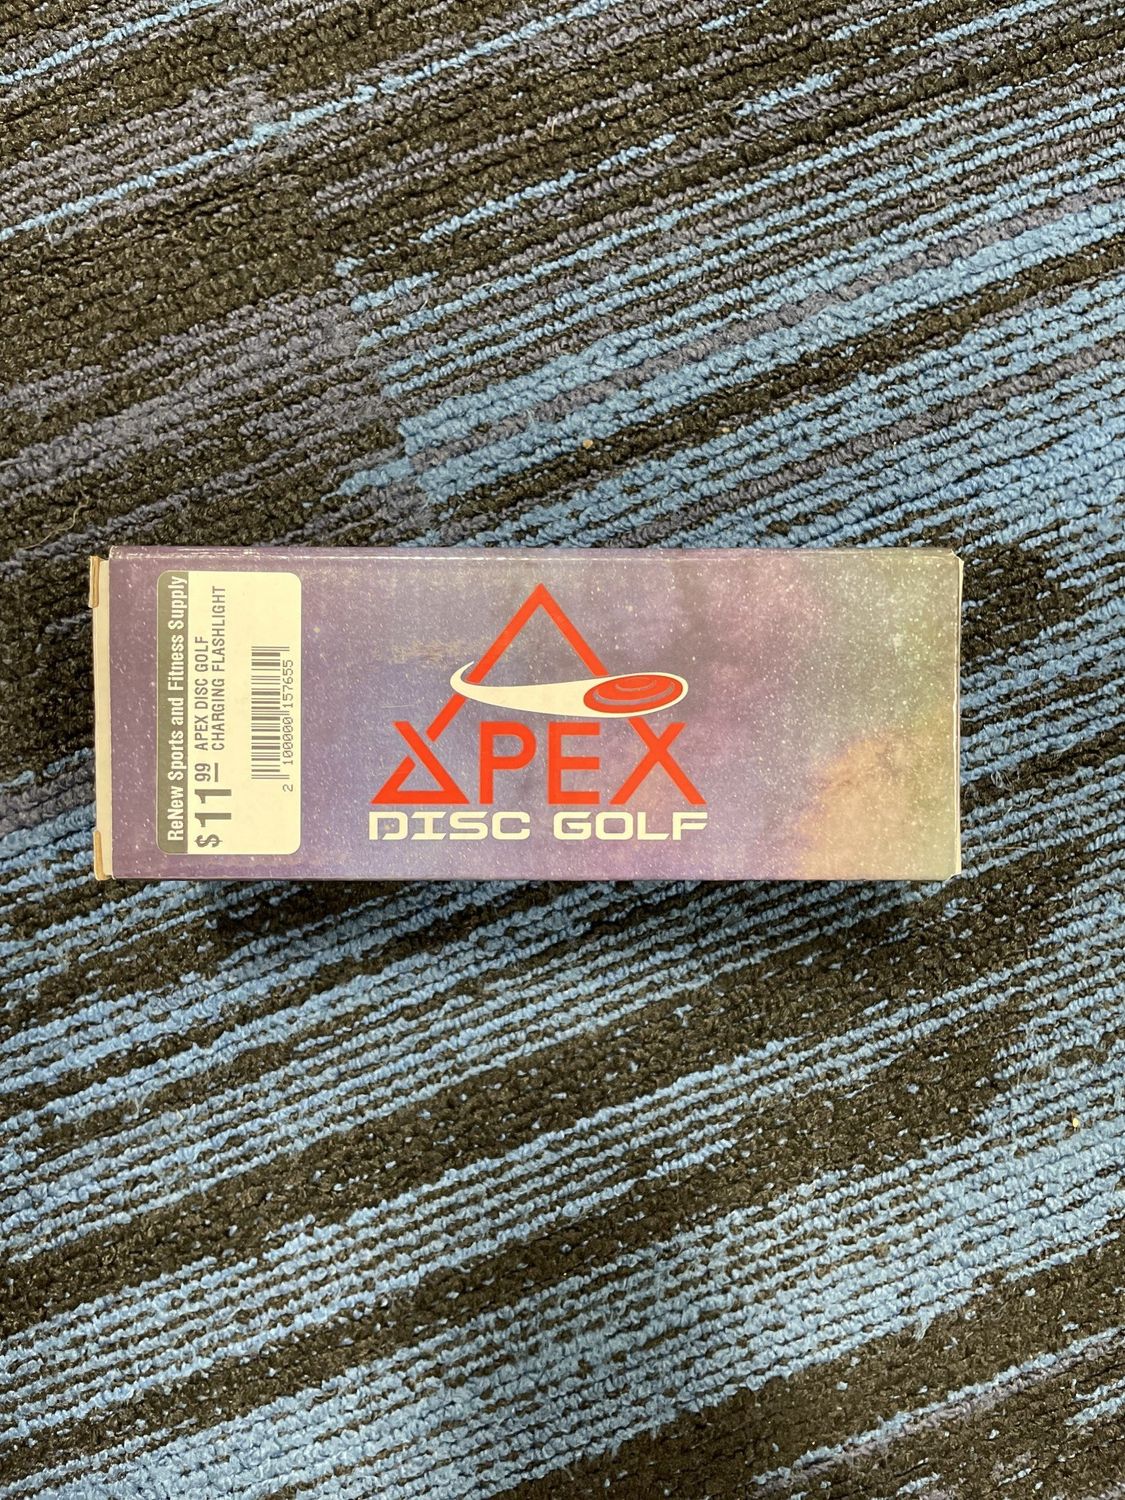 ReNew Sports and Fitness Supply
$11.99 APEX DISC GOLF
CHARGING FLASHLIGHT
2 100000 157655
APEX
DISC GOLF